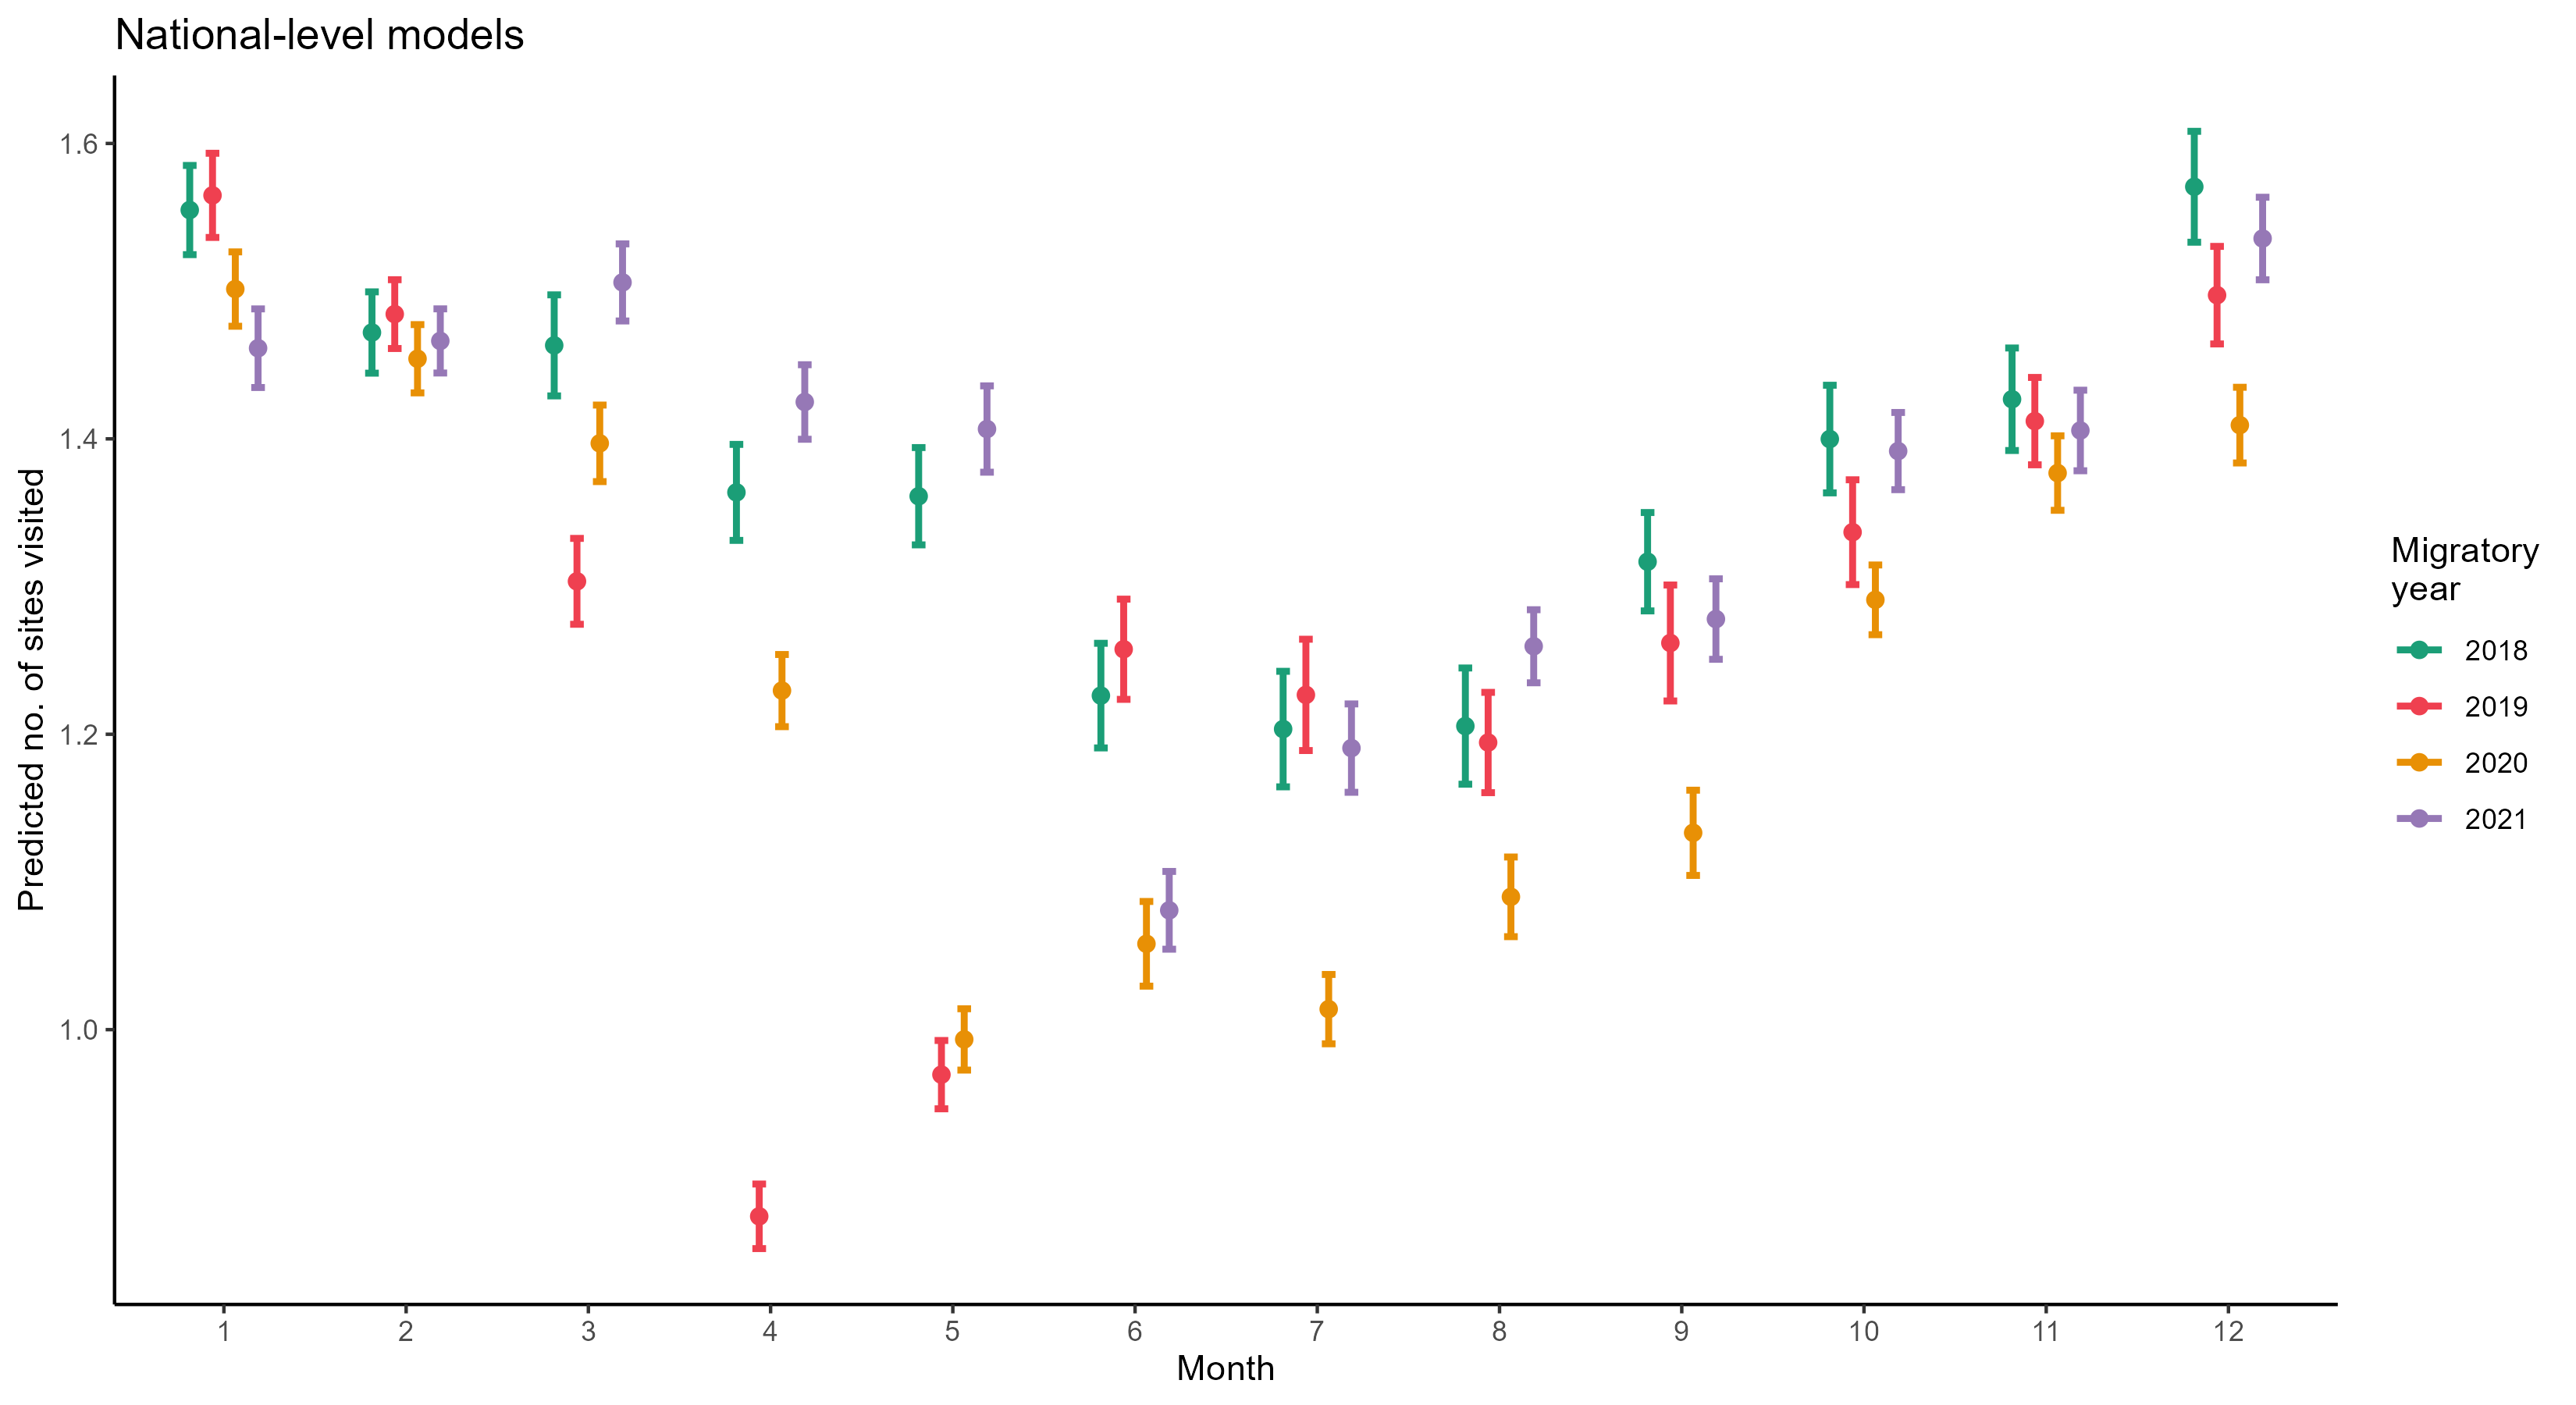 National-level models
Predicted no. of sites visited
1.6
1.4
1.2
1.0
1 2 3 4 5 6 7 8 9 10 11 12
Month
Migratory
year
2018
2019
2020
2021